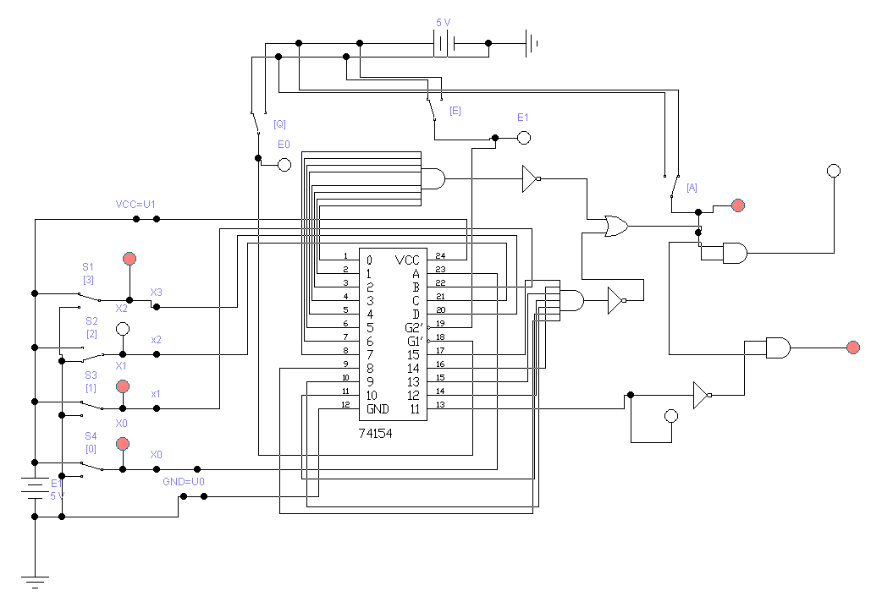 5 V
[Q]
[E]
E1
E0
[A]
VCC=U1
S1
[3]
X3
X2
S2
[2]
x2
X1
S3
[1]
x1
X0
S4
[0]
X0
GND=U0
E1
5 V
1 0 VCC 24
2 1 A 23
3 2 B 22
4 3 C 21
5 4 D 20
6 5 G2' 19
7 6 G1' 18
8 7 15 17
9 8 14 16
10 9 13 15
11 10 12 14
12 GND 11 13
74154